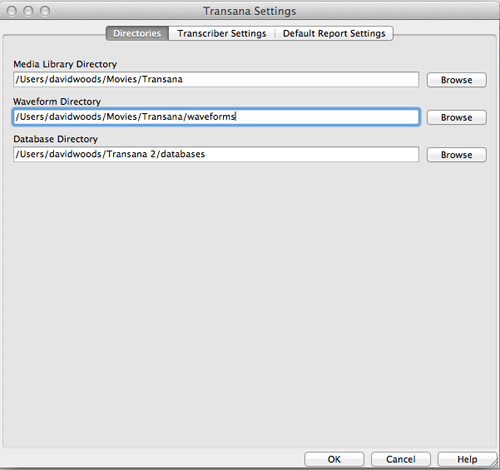 Transana Settings
Directories Transcriber Settings Default Report Settings
Media Library Directory
/Users/davidwoods/Movies/Transana Browse
Waveform Directory
/Users/davidwoods/Movies/Transana/waveforms Browse
Database Directory
/Users/davidwoods/Transana 2/databases Browse
OK Cancel Help